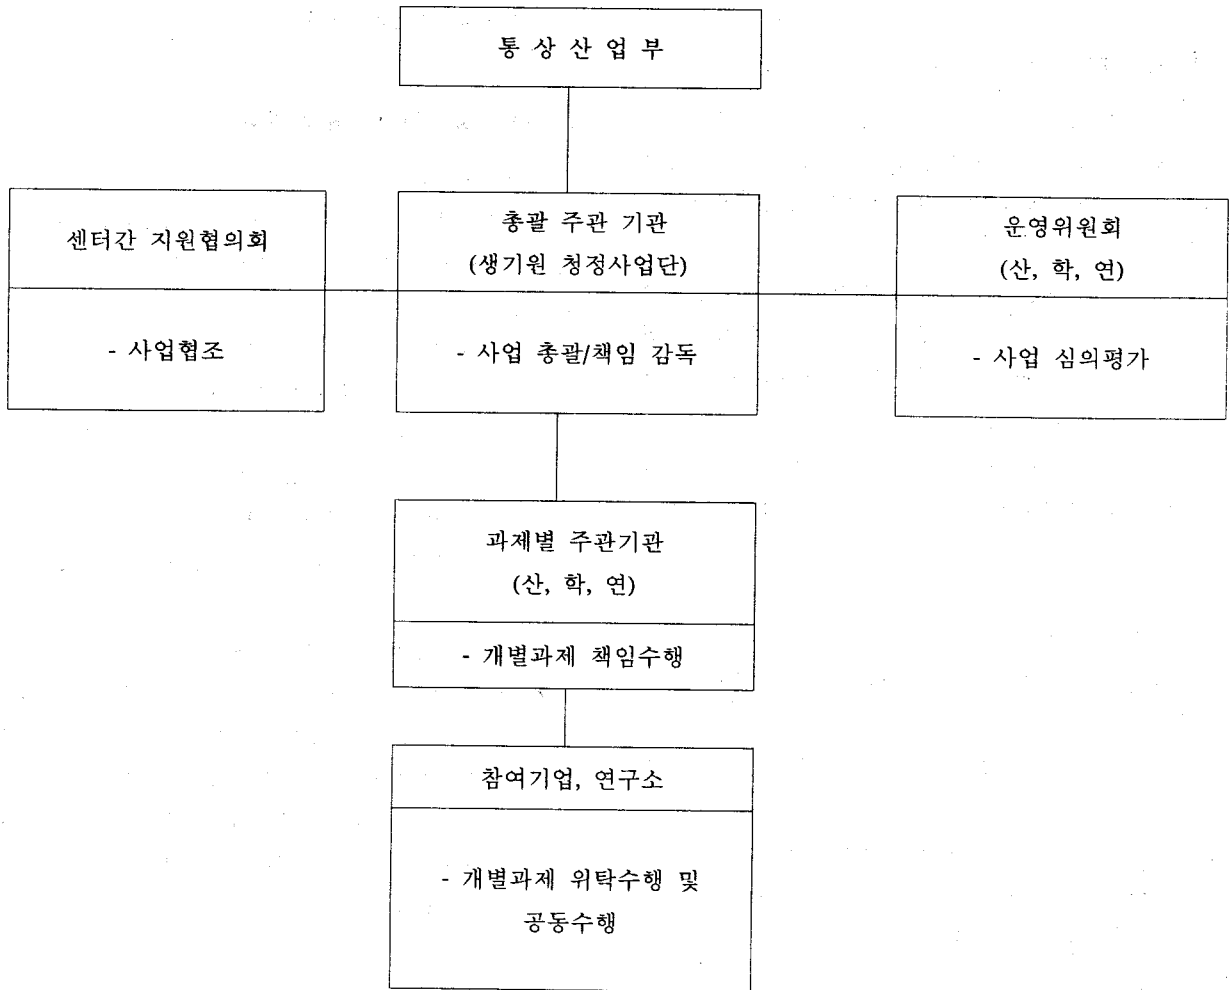 통 상 산 업 부
센터간 지원협의회
- 사업협조
총괄 주관 기관
(생기원 청정사업단)
- 사업 총괄/책임 감독
운영위원회
(산, 학, 연)
- 사업 심의평가
과제별 주관기관
(산, 학, 연)
- 개별과제 책임수행
참여기업, 연구소
- 개별과제 위탁수행 및
공동수행